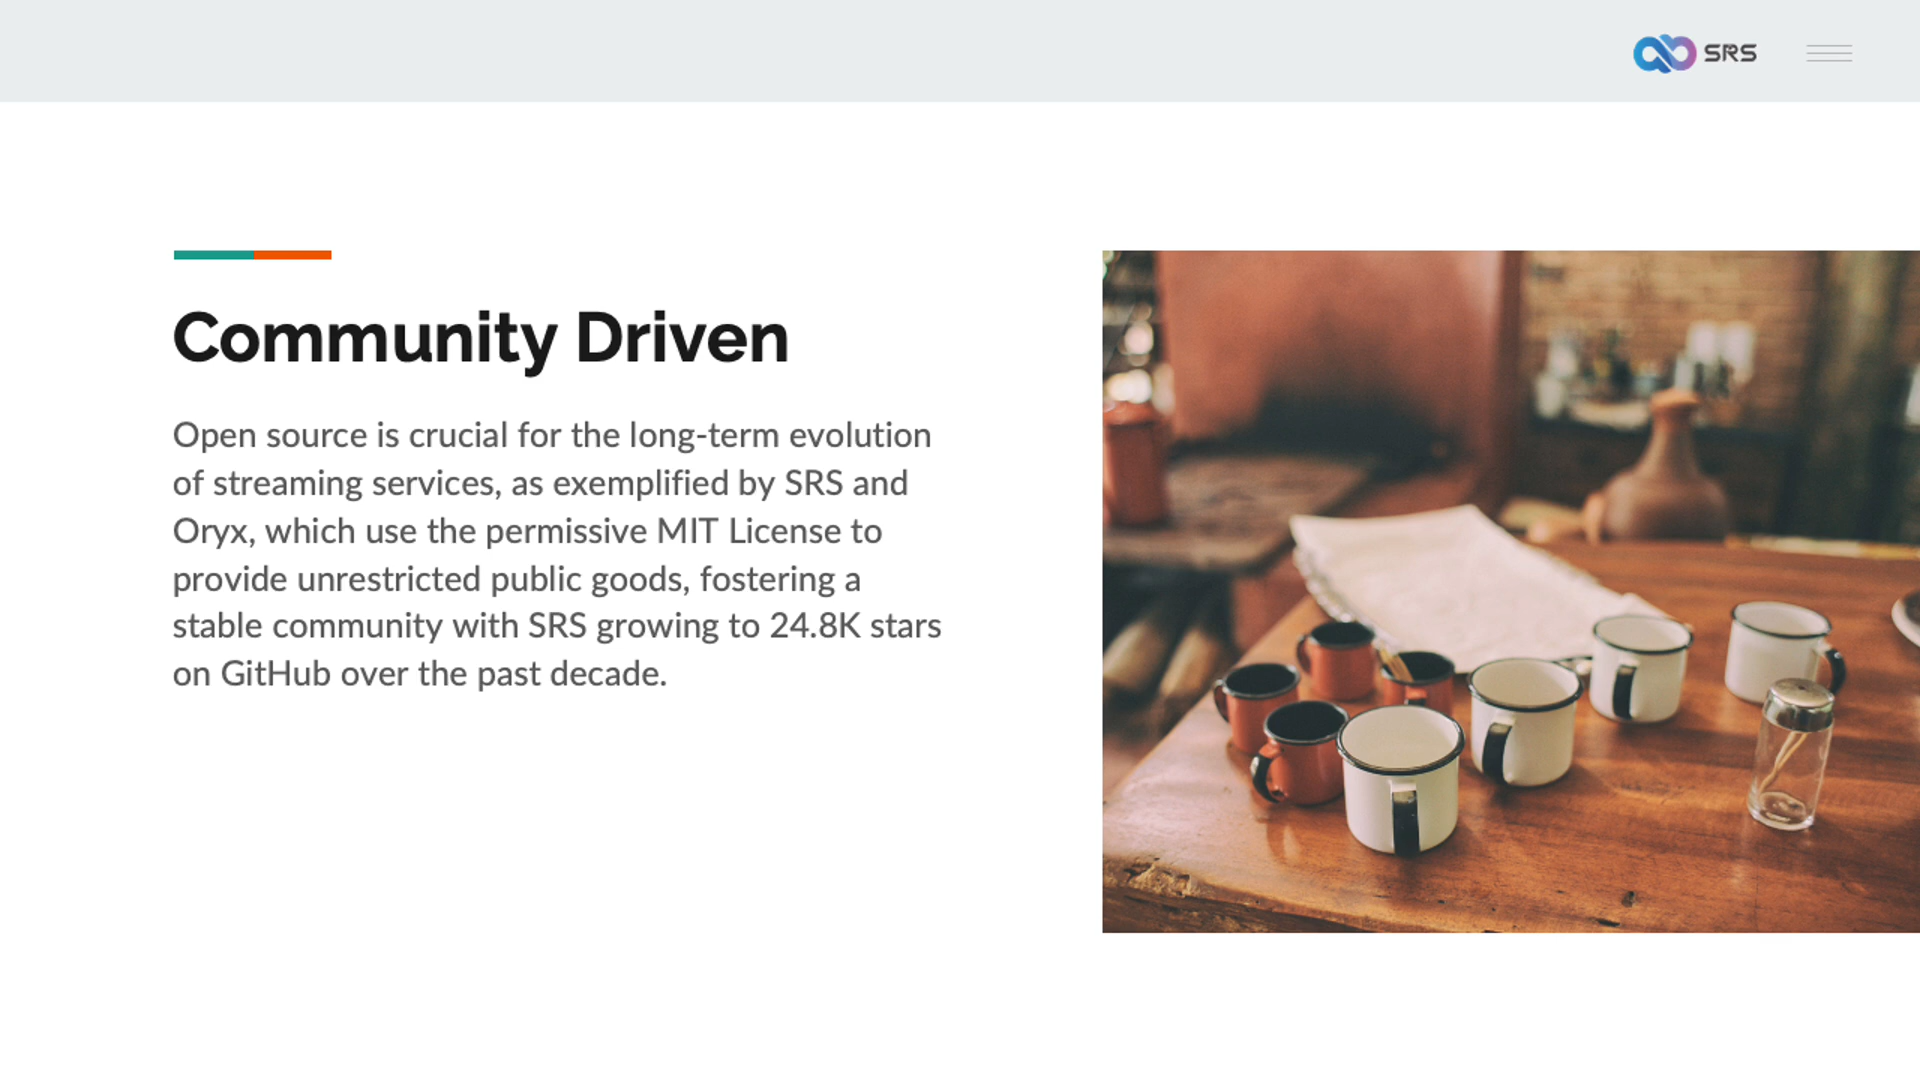 SRS
Community Driven
Open source is crucial for the long-term evolution
of streaming services, as exemplified by SRS and
Oryx, which use the permissive MIT License to
provide unrestricted public goods, fostering a
stable community with SRS growing to 24.8K stars
on GitHub over the past decade.